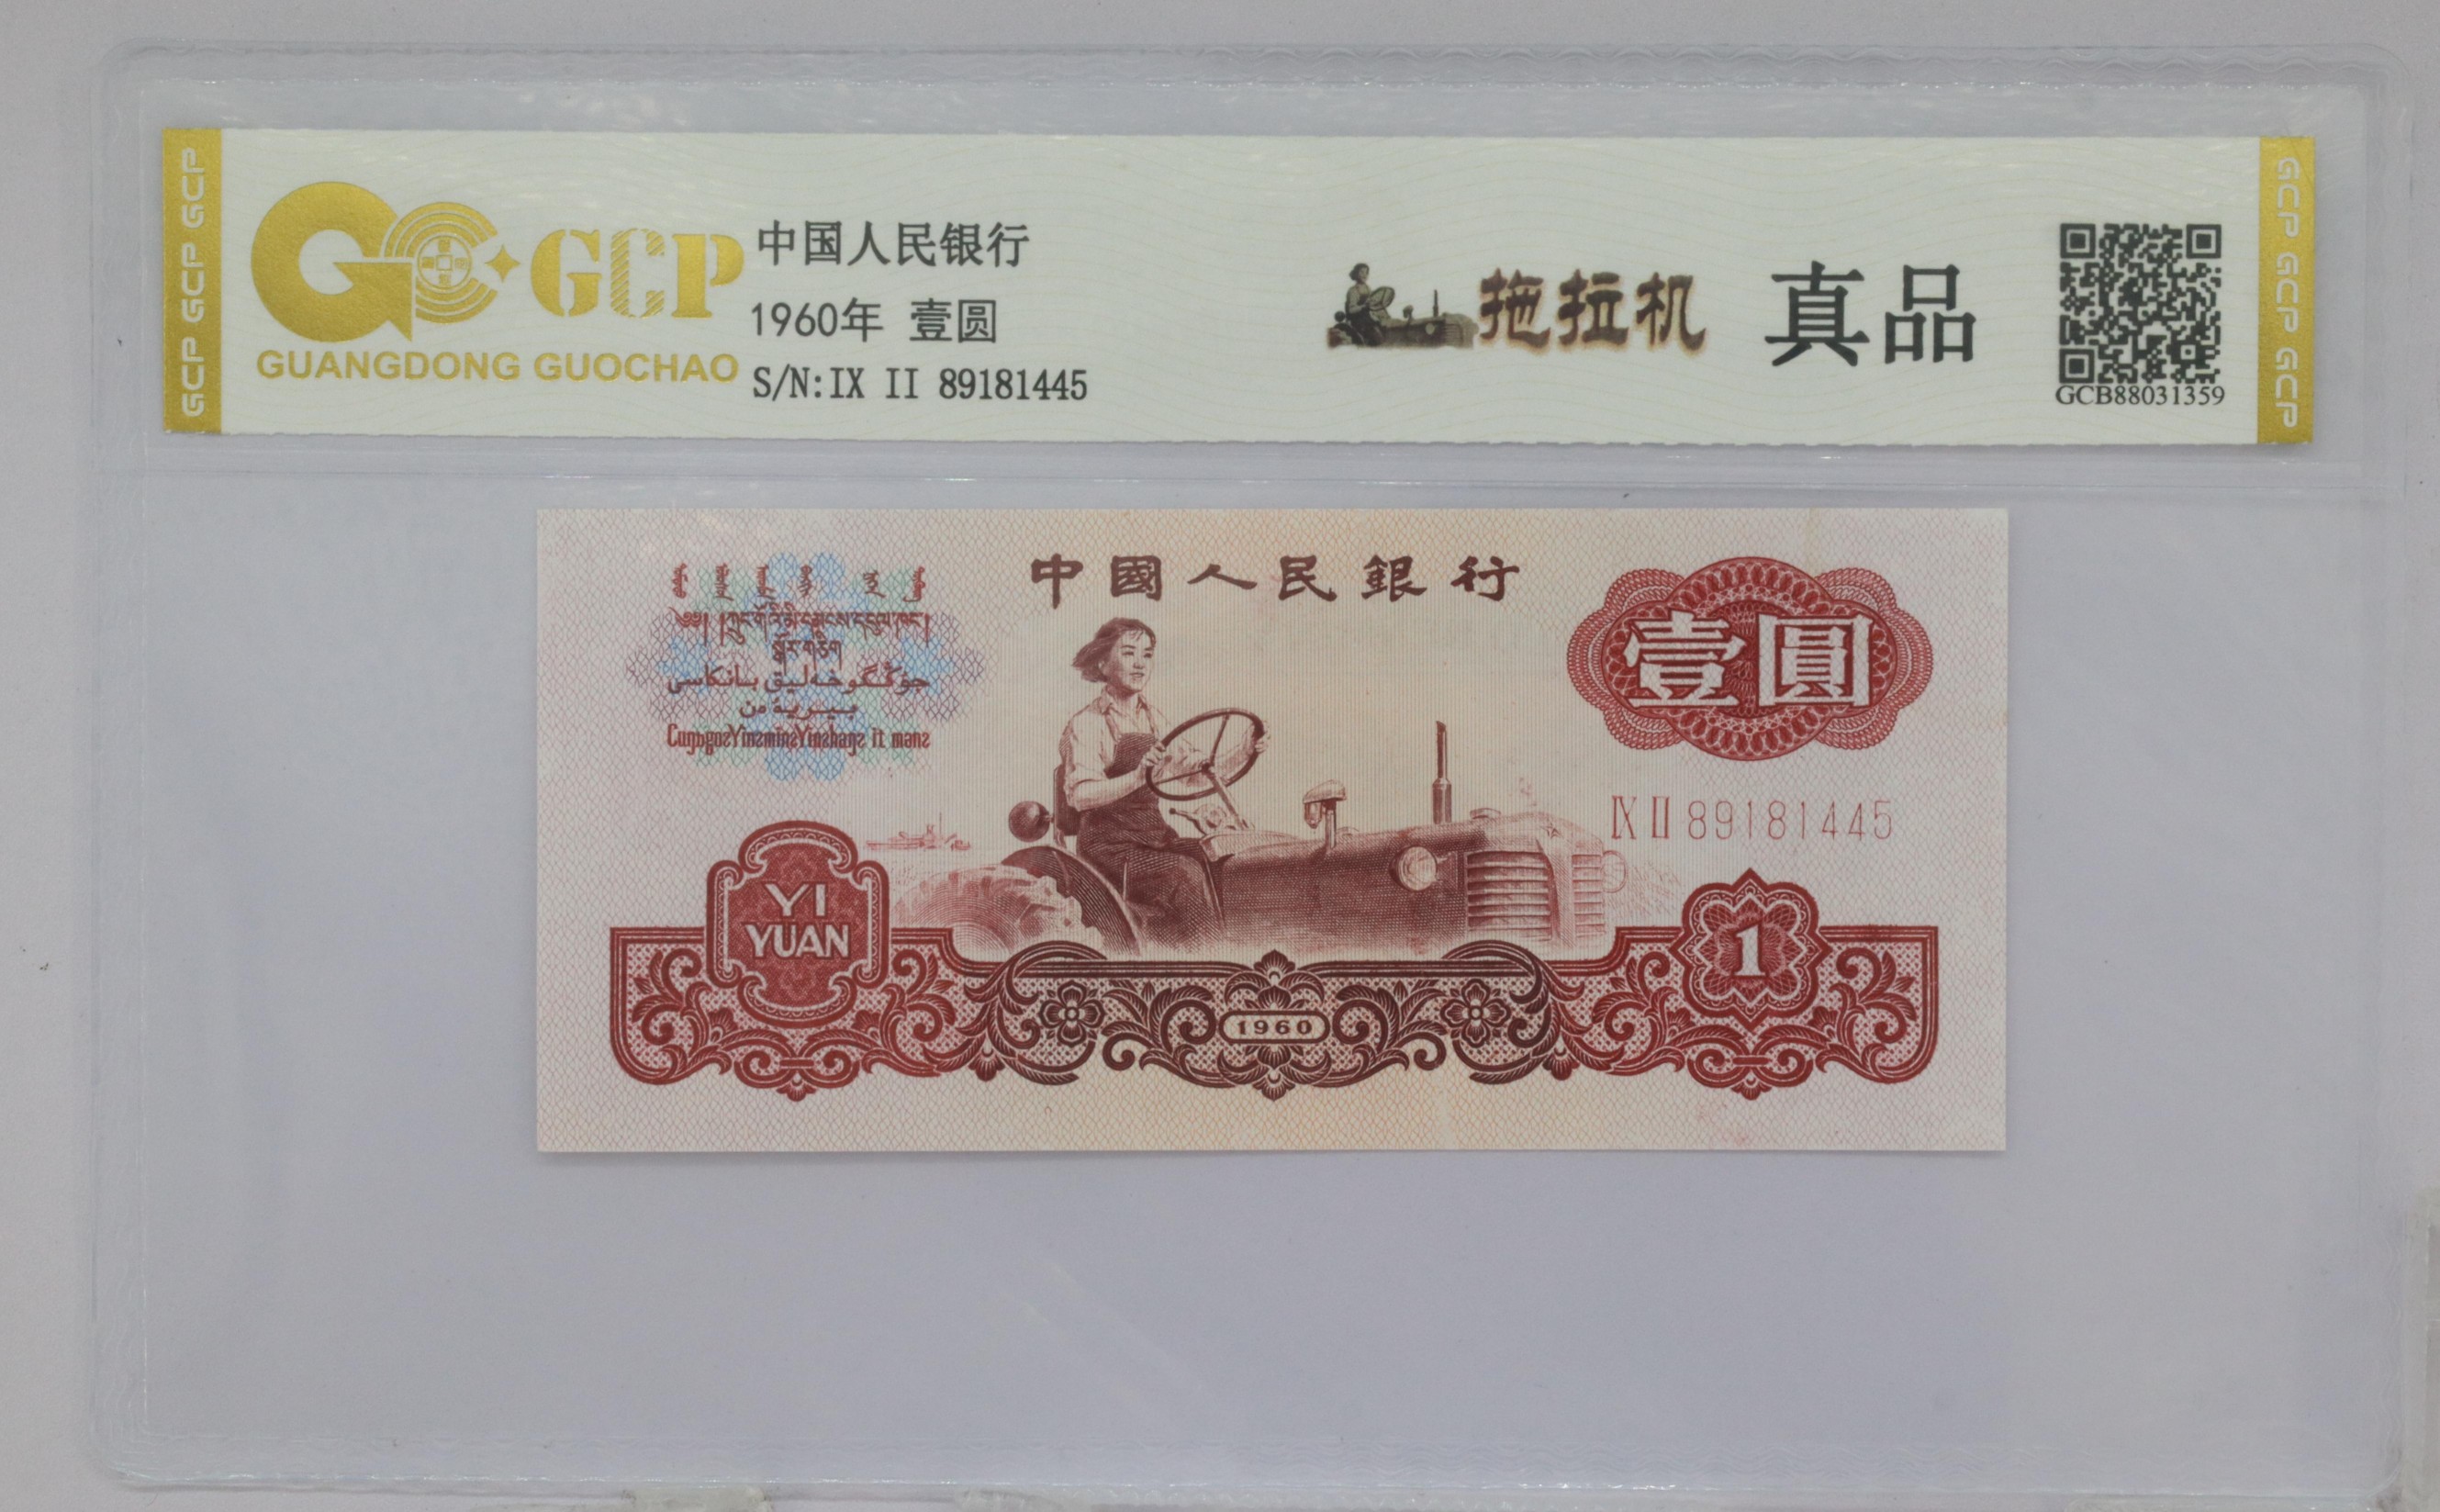 GCP GCP GCP
GCP
GUANGDONG GUOCHAO
中国人民银行
1960年 壹圆
S/N:IX II 89181445
拖拉机 真品
GCB88031359
GCP GCP GCP
中國人民銀行
壹圓
IX II 89181445
YI
YUAN
1960
1